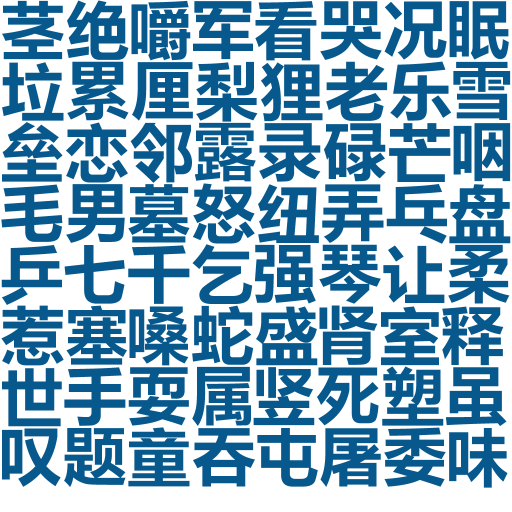 茎绝嚼军看哭况眠
垃累厘梨狸老乐雪
垒恋邻露录碌芒咽
毛男墓怒纽弄乓盘
乒七千乞强琴让柔
惹塞嗓蛇盛肾室释
世手耍属竖死塑虽
叹题童吞屯屠委味